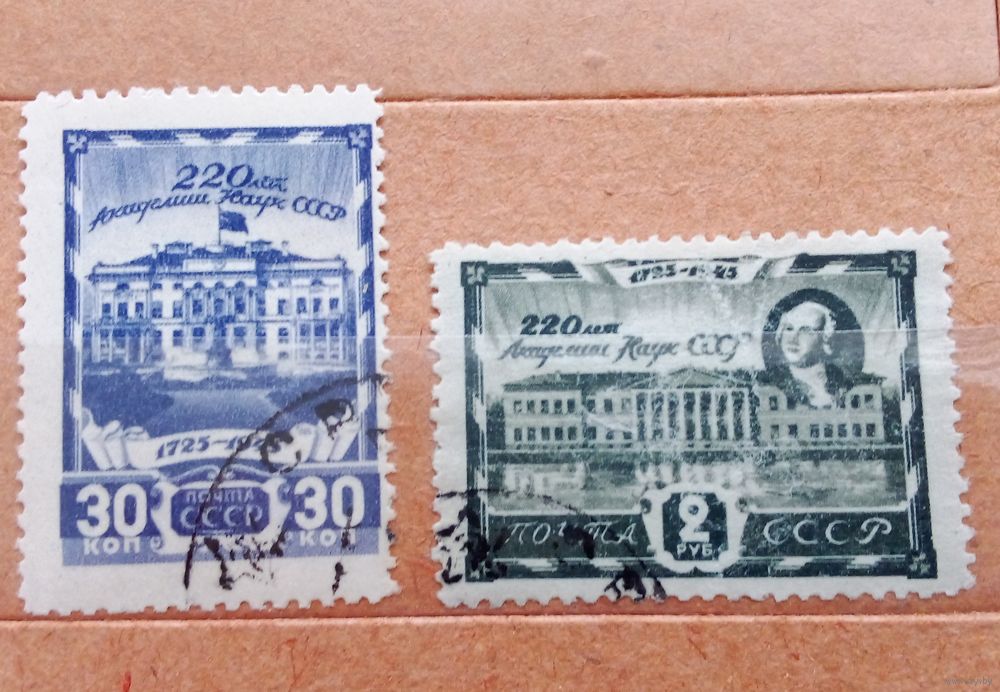 220 лет
Академии Наук СССР
1725-19
30 ПОЧТА 30
КОП СССР КОП
1725-1945
220 лет
Академии Наук СССР
ПОЧТА 2 СССР
РУБ.